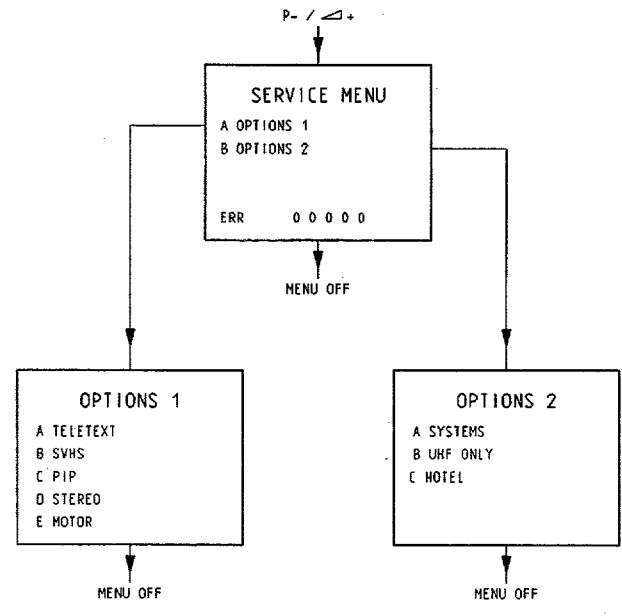 P- / ◿ +
SERVICE MENU
A OPTIONS 1
B OPTIONS 2
ERR 0 0 0 0 0
MENU OFF
OPTIONS 1
A TELETEXT
B SVHS
C PIP
D STEREO
E MOTOR
MENU OFF
OPTIONS 2
A SYSTEMS
B UHF ONLY
C HOTEL
MENU OFF